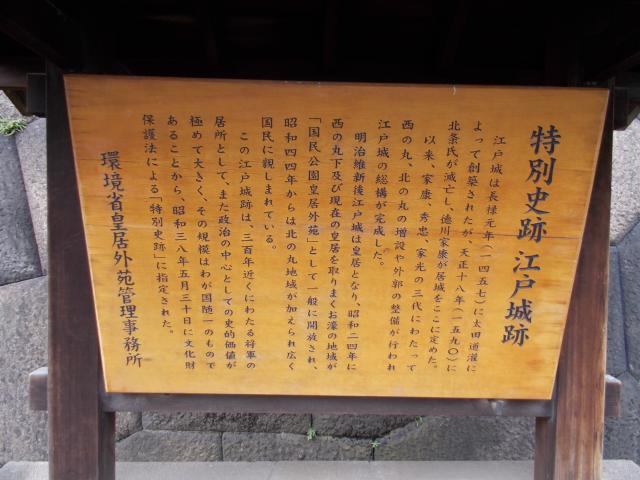 特別史跡 江戸城跡
江戸城は長禄元年(一四五七)に太田道灌に
よって創築されたが、天正十八年(一五九〇)に
北条氏が滅亡し、徳川家康が居城をここに定めた。
以来、家康、秀忠、家光の三代にわたって
西の丸、北の丸の増設や外郭の整備が行われ
江戸城の総構が完成した。
明治維新後江戸城は皇居となり、昭和二四年に
西の丸下及び現在の皇居を取りまくお濠の地域が
「国民公園皇居外苑」として一般に開放され、
昭和四四年からは北の丸地域が加えられ広く
国民に親しまれている。
この江戸城跡は、三百年近くにわたる将軍の
居所として、また政治の中心としての史的価値が
極めて大きく、その規模はわが国随一のもので
あることから、昭和三八年五月三十日に文化財
保護法による「特別史跡」に指定された。
環境省皇居外苑管理事務所